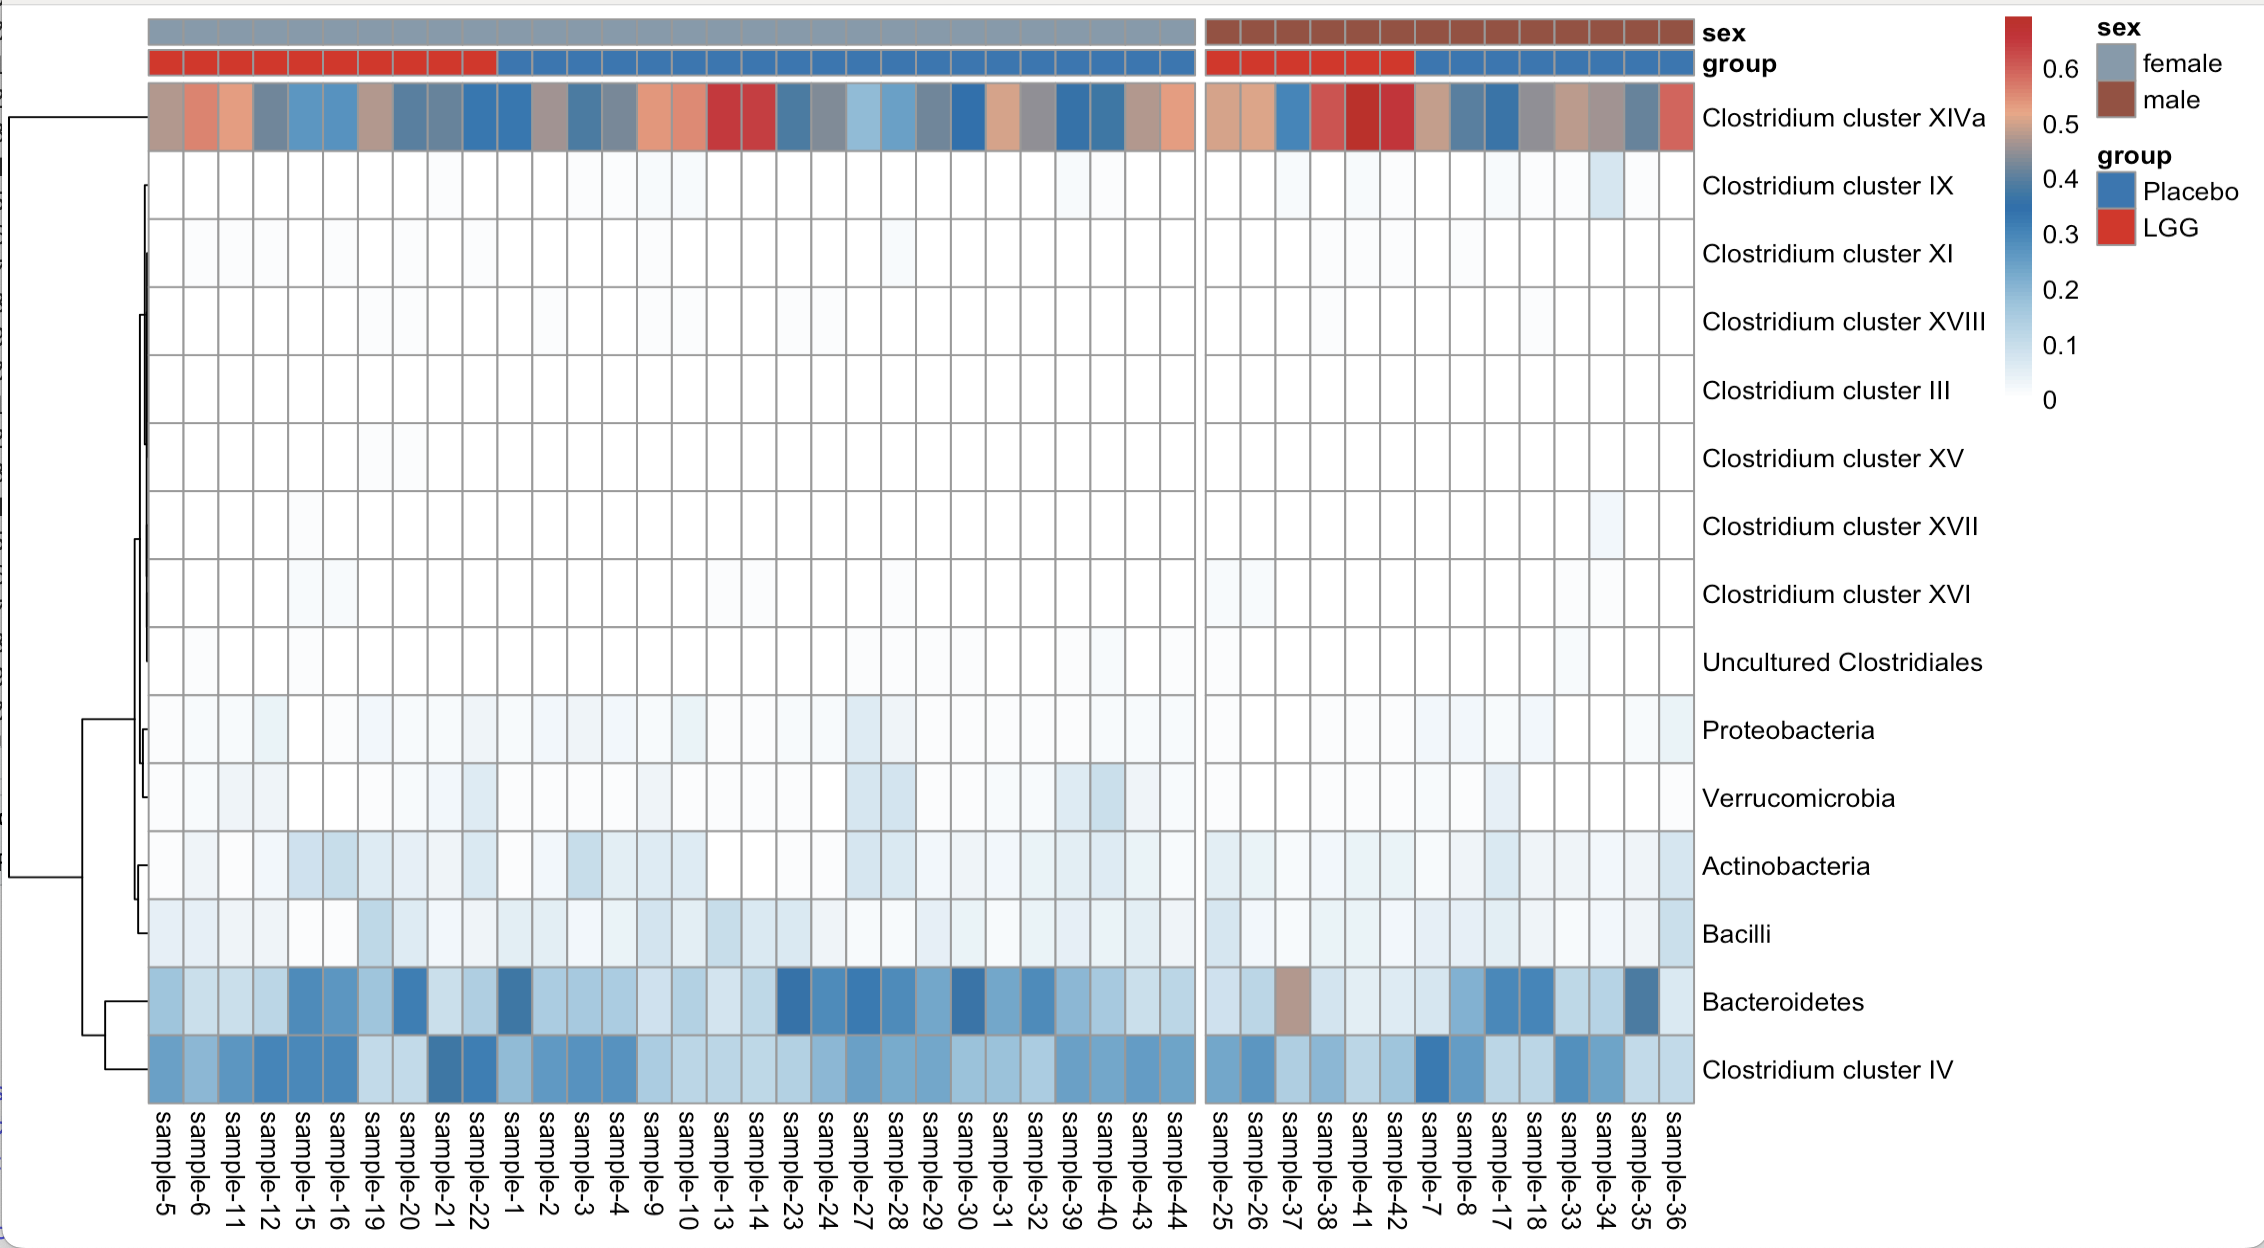 sex
group
Clostridium cluster XIVa
Clostridium cluster IX
Clostridium cluster XI
Clostridium cluster XVIII
Clostridium cluster III
Clostridium cluster XV
Clostridium cluster XVII
Clostridium cluster XVI
Uncultured Clostridiales
Proteobacteria
Verrucomicrobia
Actinobacteria
Bacilli
Bacteroidetes
Clostridium cluster IV
sample-5
sample-6
sample-11
sample-12
sample-15
sample-16
sample-19
sample-20
sample-21
sample-22
sample-1
sample-2
sample-3
sample-4
sample-9
sample-10
sample-13
sample-14
sample-23
sample-24
sample-27
sample-28
sample-29
sample-30
sample-31
sample-32
sample-39
sample-40
sample-43
sample-44
sample-25
sample-26
sample-37
sample-38
sample-41
sample-42
sample-7
sample-8
sample-17
sample-18
sample-33
sample-34
sample-35
sample-36
0.6
0.5
0.4
0.3
0.2
0.1
0
sex
female
male
group
Placebo
LGG